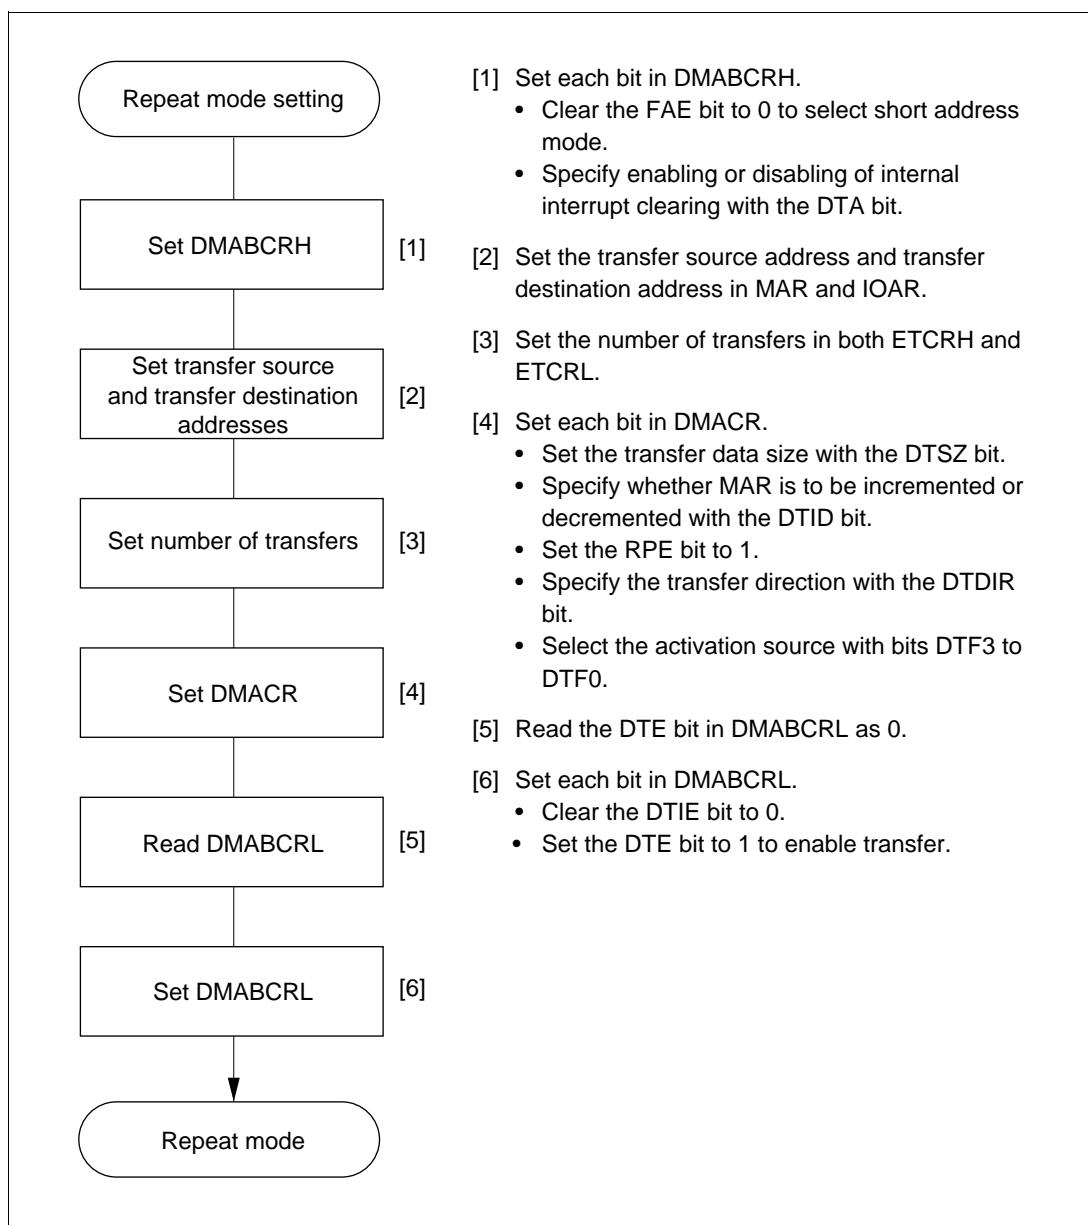 Repeat mode setting
Set DMABCRH
[1]
Set transfer source
and transfer destination
addresses
[2]
Set number of transfers
[3]
Set DMACR
[4]
Read DMABCRL
[5]
Set DMABCRL
[6]
Repeat mode
[1] Set each bit in DMABCRH.
• Clear the FAE bit to 0 to select short address
mode.
• Specify enabling or disabling of internal
interrupt clearing with the DTA bit.
[2] Set the transfer source address and transfer
destination address in MAR and IOAR.
[3] Set the number of transfers in both ETCRH and
ETCRL.
[4] Set each bit in DMACR.
• Set the transfer data size with the DTSZ bit.
• Specify whether MAR is to be incremented or
decremented with the DTID bit.
• Set the RPE bit to 1.
• Specify the transfer direction with the DTDIR
bit.
• Select the activation source with bits DTF3 to
DTF0.
[5] Read the DTE bit in DMABCRL as 0.
[6] Set each bit in DMABCRL.
• Clear the DTIE bit to 0.
• Set the DTE bit to 1 to enable transfer.